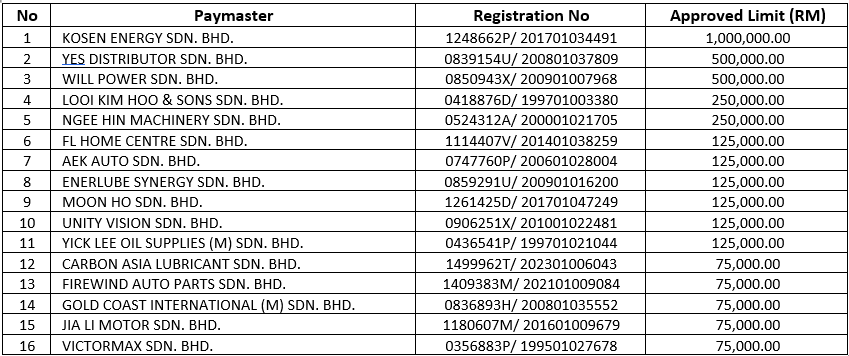 No Paymaster Registration No Approved Limit (RM)
1 KOSEN ENERGY SDN. BHD. 1248662P/ 201701034491 1,000,000.00
2 YES DISTRIBUTOR SDN. BHD. 0839154U/ 200801037809 500,000.00
3 WILL POWER SDN. BHD. 0850943X/ 200901007968 500,000.00
4 LOOI KIM HOO & SONS SDN. BHD. 0418876D/ 199701003380 250,000.00
5 NGEE HIN MACHINERY SDN. BHD. 0524312A/ 200001021705 250,000.00
6 FL HOME CENTRE SDN. BHD. 1114407V/ 201401038259 125,000.00
7 AEK AUTO SDN. BHD. 0747760P/ 200601028004 125,000.00
8 ENERLUBE SYNERGY SDN. BHD. 0859291U/ 200901016200 125,000.00
9 MOON HO SDN. BHD. 1261425D/ 201701047249 125,000.00
10 UNITY VISION SDN. BHD. 0906251X/ 201001022481 125,000.00
11 YICK LEE OIL SUPPLIES (M) SDN. BHD. 0436541P/ 199701021044 125,000.00
12 CARBON ASIA LUBRICANT SDN. BHD. 1499962T/ 202301006043 75,000.00
13 FIREWIND AUTO PARTS SDN. BHD. 1409383M/ 202101009084 75,000.00
14 GOLD COAST INTERNATIONAL (M) SDN. BHD. 0836893H/ 200801035552 75,000.00
15 JIA LI MOTOR SDN. BHD. 1180607M/ 201601009679 75,000.00
16 VICTORMAX SDN. BHD. 0356883P/ 199501027678 75,000.00